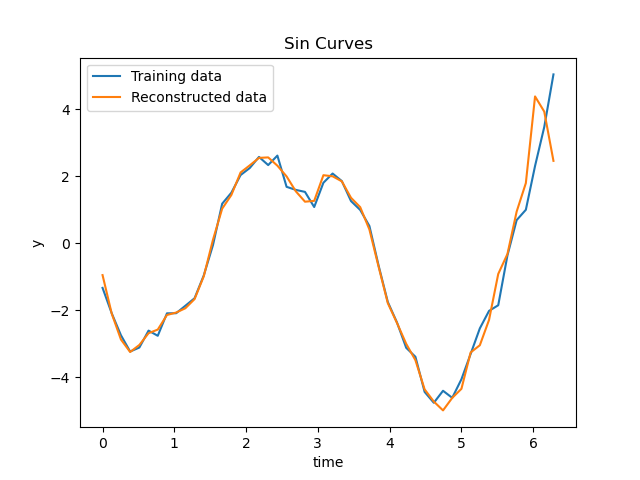 Sin Curves
Training data
Reconstructed data
4
2
0
−2
−4
y
0 1 2 3 4 5 6
time